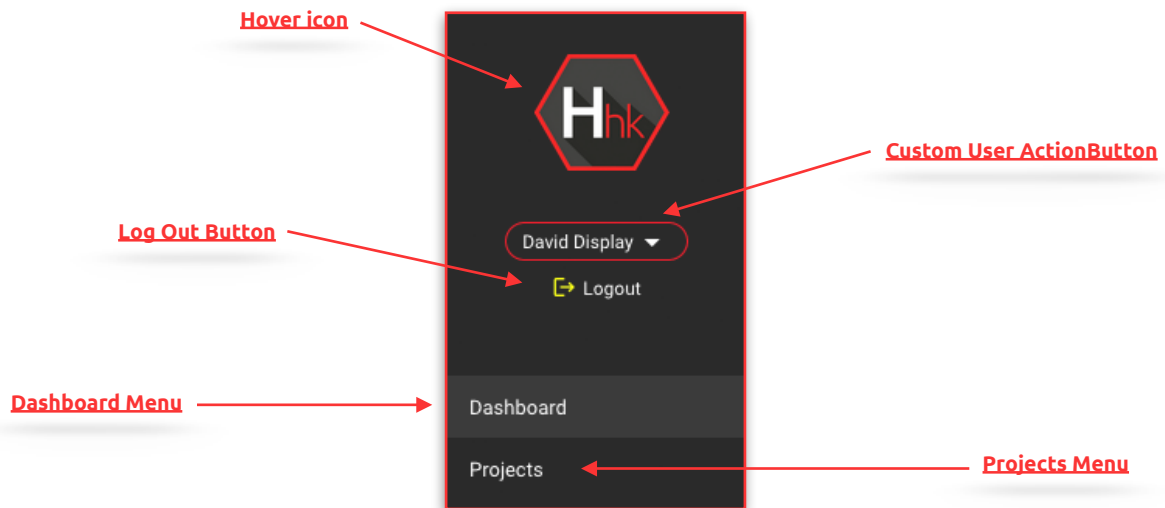 Hover icon
Hhk
Custom User ActionButton
Log Out Button
David Display
Logout
Dashboard Menu
Dashboard
Projects
Projects Menu